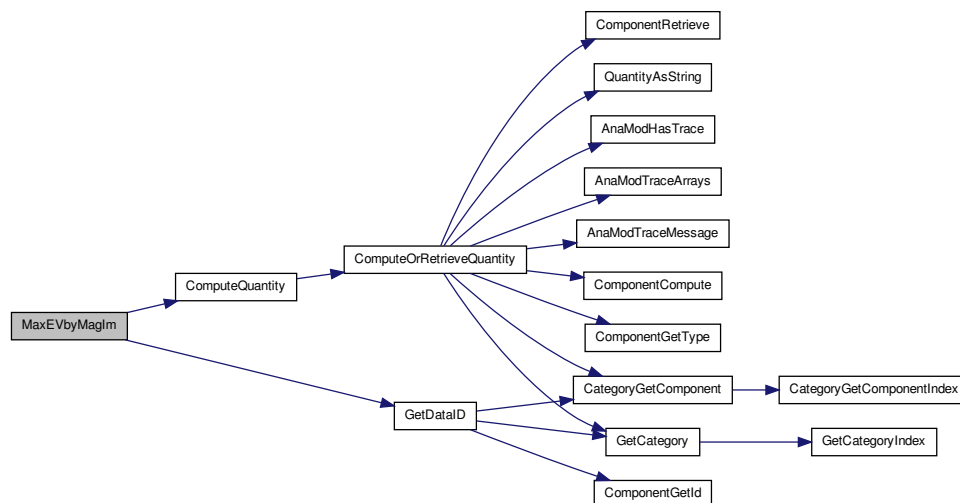 ComponentRetrieve
QuantityAsString
AnaModHasTrace
AnaModTraceArrays
AnaModTraceMessage
ComputeOrRetrieveQuantity
ComputeQuantity
ComponentCompute
MaxEVbyMagIm
ComponentGetType
CategoryGetComponent
CategoryGetComponentIndex
GetDataID
GetCategory
GetCategoryIndex
ComponentGetId